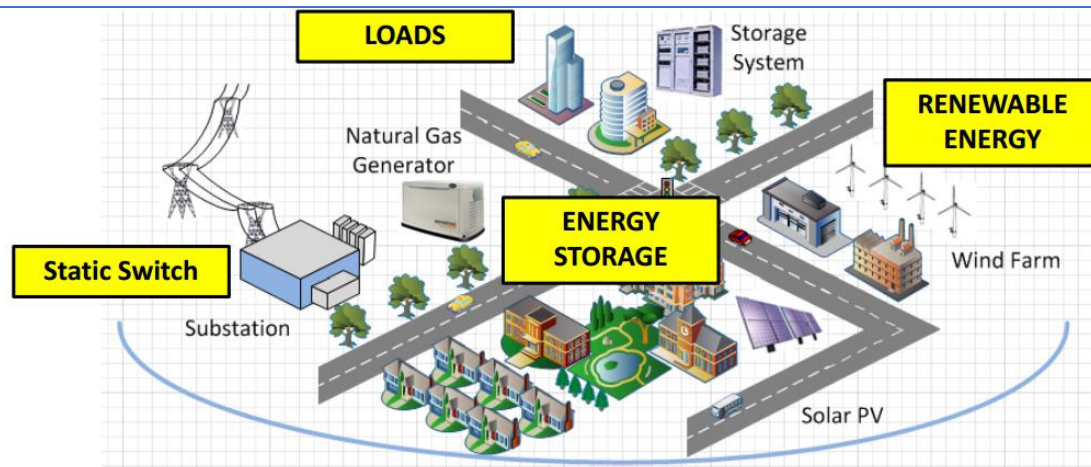 LOADS
Storage
System
RENEWABLE
ENERGY
Natural Gas
Generator
ENERGY
STORAGE
Static Switch
Wind Farm
Substation
Solar PV